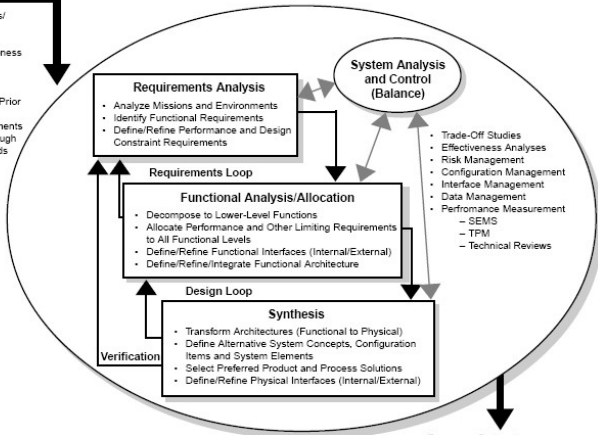 s/
ness
Prior
ments
ough
ds
Requirements Analysis
• Analyze Missions and Environments
• Identify Functional Requirements
• Define/Refine Performance and Design
Constraint Requirements
System Analysis
and Control
(Balance)
• Trade-Off Studies
• Effectiveness Analyses
• Risk Management
• Configuration Management
• Interface Management
• Data Management
• Perfromance Measurement
– SEMS
– TPM
– Technical Reviews
Requirements Loop
Functional Analysis/Allocation
• Decompose to Lower-Level Functions
• Allocate Performance and Other Limiting Requirements
to All Functional Levels
• Define/Refine Functional Interfaces (Internal/External)
• Define/Refine/Integrate Functional Architecture
Design Loop
Synthesis
• Transform Architectures (Functional to Physical)
• Define Alternative System Concepts, Configuration
Items and System Elements
• Select Preferred Product and Process Solutions
• Define/Refine Physical Interfaces (Internal/External)
Verification